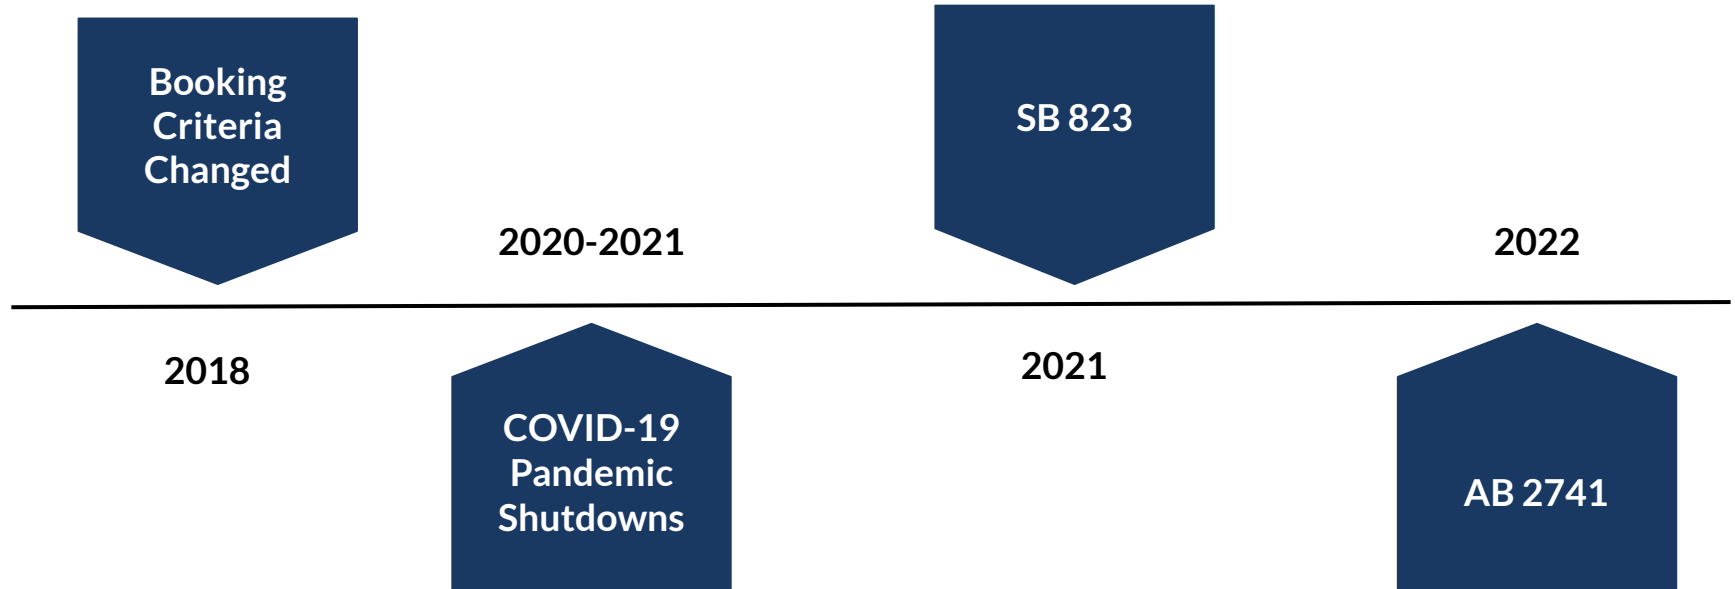 Booking
Criteria
Changed
2018
2020-2021
COVID-19
Pandemic
Shutdowns
SB 823
2021
2022
AB 2741